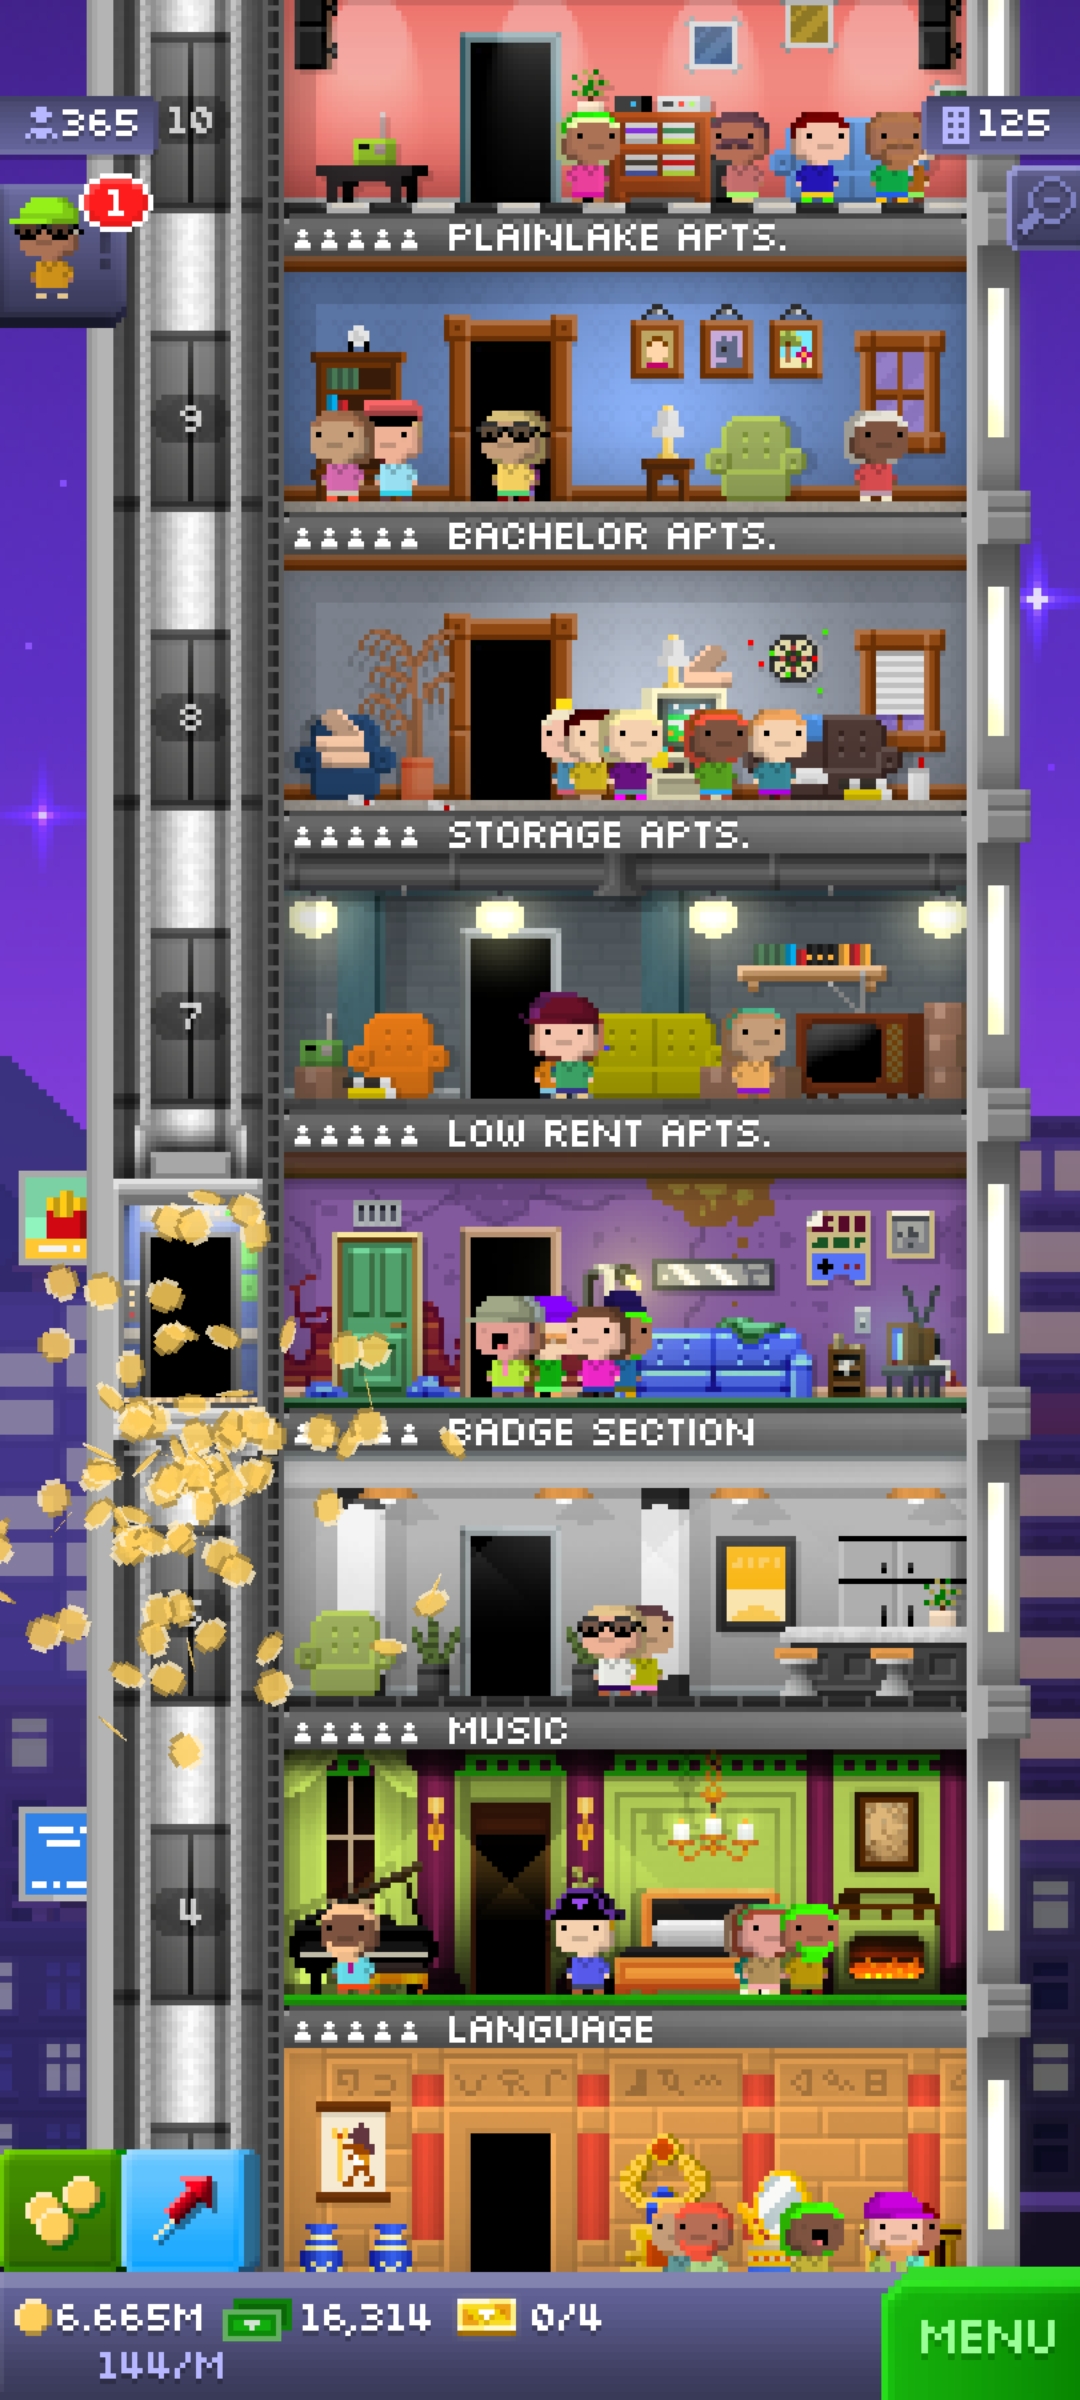 10
365
125
1
PLAINLAKE APTS.
9
BACHELOR APTS.
8
STORAGE APTS.
7
LOW RENT APTS.
BADGE SECTION
MUSIC
4
LANGUAGE
6.665M
16,314
0/4
144/M
MENU